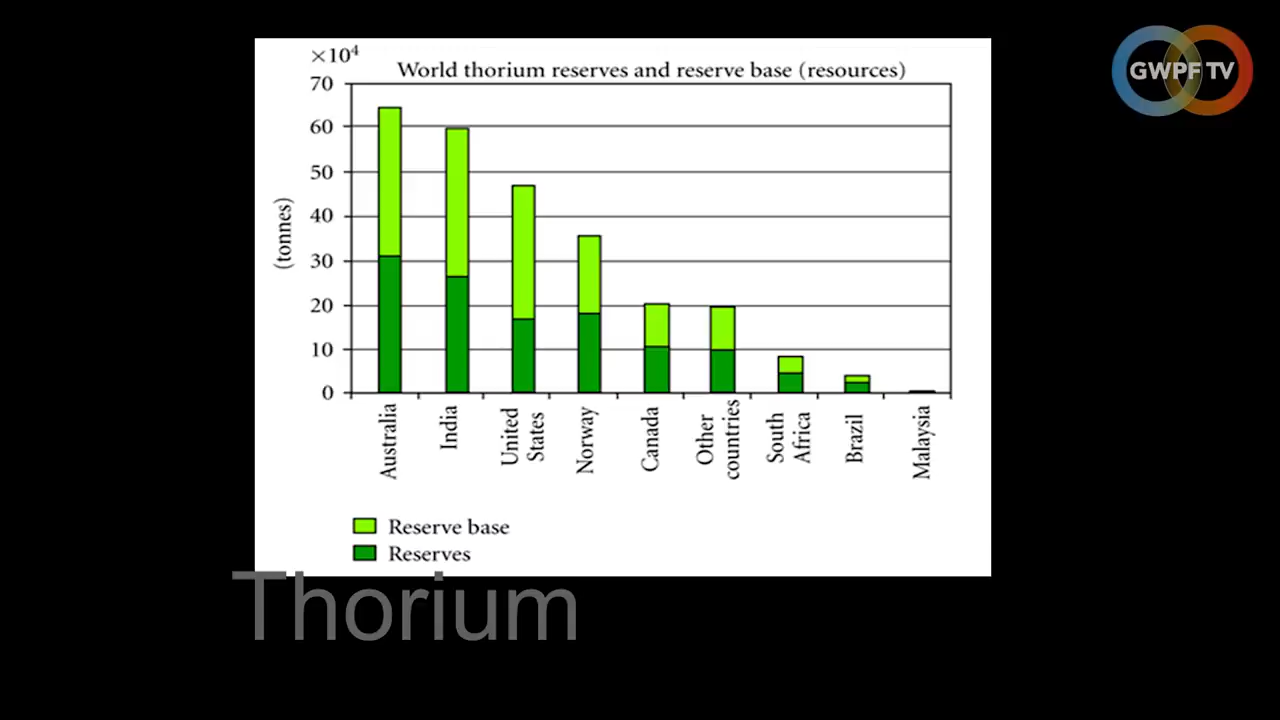 GWPF TV
×10⁴
World thorium reserves and reserve base (resources)
70
60
50
40
30
20
10
0
(tonnes)
Australia
India
United
States
Norway
Canada
Other
countries
South
Africa
Brazil
Malaysia
Reserve base
Reserves
Thorium